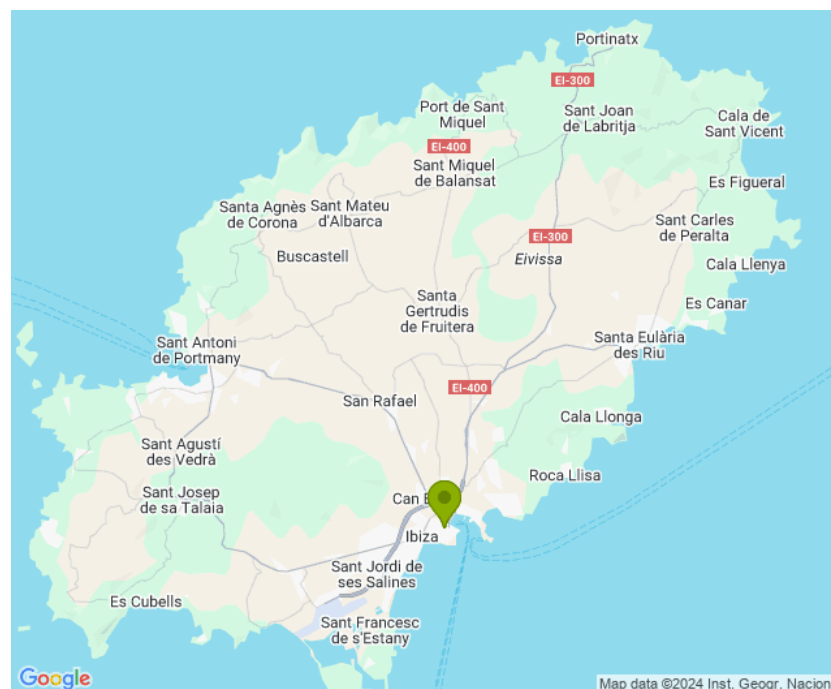 Portinatx
EI-300
Port de Sant
Miquel
Sant Joan
de Labritja
Cala de
Sant Vicent
EI-400
Sant Miquel
de Balansat
Es Figueral
Santa Agnès
de Corona
Sant Mateu
d'Albarca
Sant Carles
de Peralta
EI-300
Buscastell
Eivissa
Cala Llenya
Santa
Gertrudis
de Fruitera
Es Canar
Sant Antoni
de Portmany
Santa Eulària
des Riu
EI-400
San Rafael
Cala Llonga
Sant Agustí
des Vedrà
Roca Llisa
Sant Josep
de sa Talaia
Can
Ibiza
Sant Jordi de
ses Salines
Es Cubells
Sant Francesc
de s'Estany
Google
Map data ©2024 Inst. Geogr. Nacion